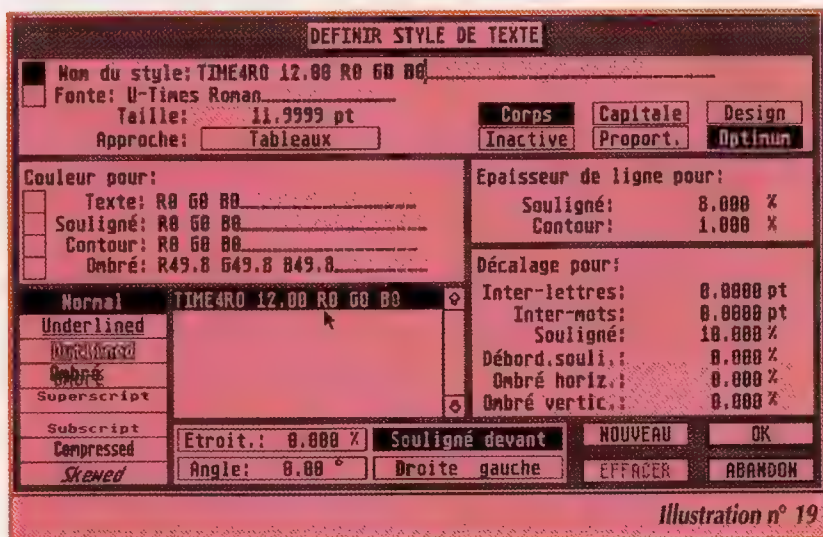 DEFINIR STYLE DE TEXTE
Nom du style: TIME4R0 12.00 R0 G0 B0
Fonte: U-Times Roman
Taille: 11.9999 pt
Approche: Tableaux
Corps Capitale Design
Inactive Proport. Optimun
Couleur pour:
Texte: R0 G0 B0
Souligné: R0 G0 B0
Contour: R0 G0 B0
Ombré: R49.8 G49.8 B49.8
Epaisseur de ligne pour:
Souligné: 8.000 %
Contour: 1.000 %
Décalage pour:
Inter-lettres: 0.0000 pt
Inter-mots: 0.0000 pt
Souligné: 10.000 %
Débord.souli.: 0.000 %
Ombré horiz.: 0.000 %
Ombré vertic.: 0.000 %
Normal
Underlined
Outlined
Ombré
Superscript
Subscript
Compressed
Skewed
TIME4R0 12.00 R0 G0 B0
Etroit.: 0.000 % Souligné devant
Angle: 0.00 ° Droite gauche
NOUVEAU OK
EFFACER ABANDON
Illustration n° 19